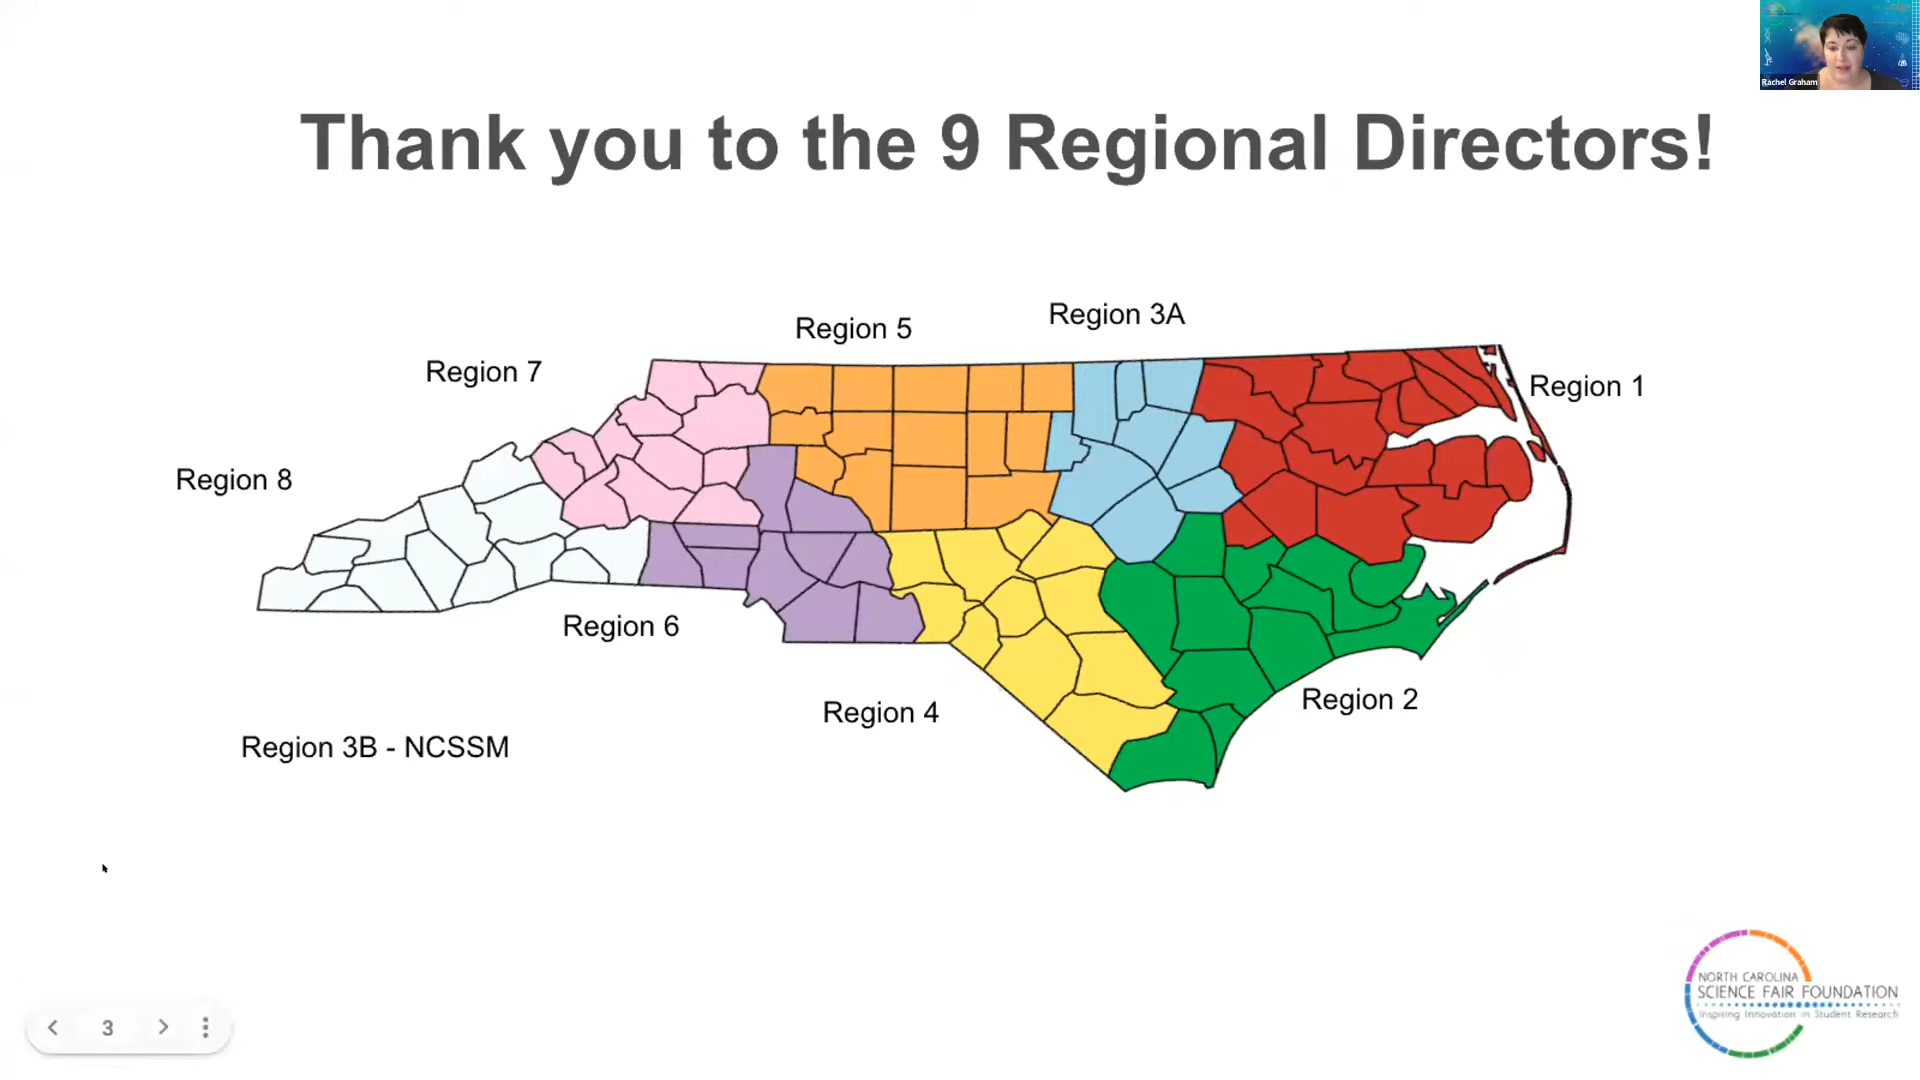 Rachel Graham
Thank you to the 9 Regional Directors!
Region 3A
Region 5
Region 7
Region 1
Region 8
Region 6
Region 2
Region 4
Region 3B - NCSSM
NORTH CAROLINA
SCIENCE FAIR FOUNDATION
Inspiring Innovation in Student Research
3